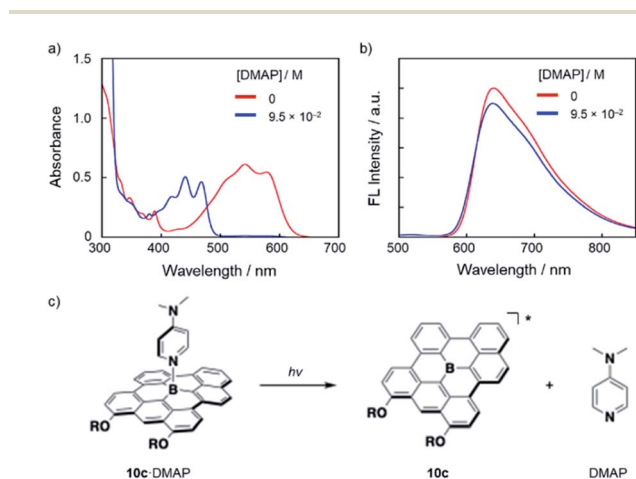 a)
[DMAP] / M
0
9.5 × 10⁻²
Absorbance
1.5
1.0
0.5
0
300 400 500 600 700
Wavelength / nm
b)
[DMAP] / M
0
9.5 × 10⁻²
FL Intensity / a.u.
500 600 700 800
Wavelength / nm
c)
N
N
B
RO
RO
10c·DMAP
hν
*
B
RO
RO
10c
+
N
N
DMAP